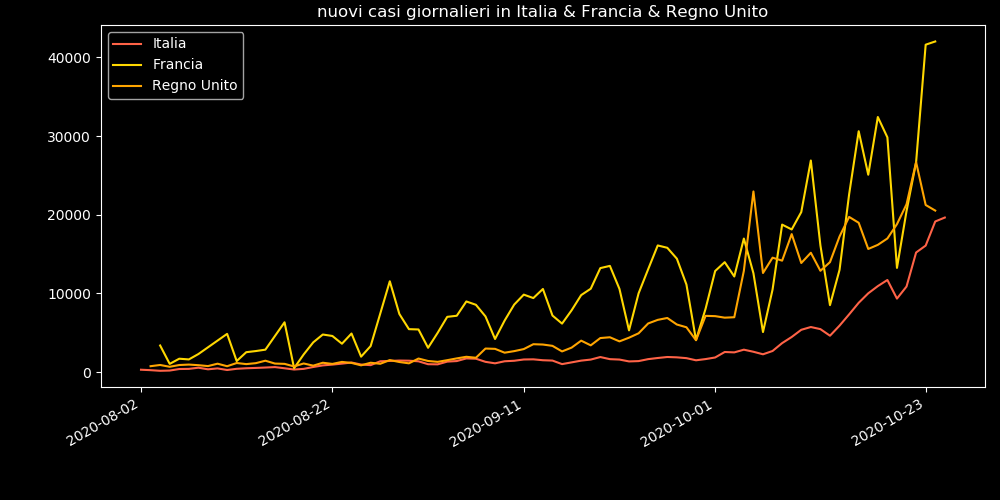 nuovi casi giornalieri in Italia & Francia & Regno Unito
Italia
Francia
Regno Unito
40000
30000
20000
10000
0
2020-08-02
2020-08-22
2020-09-11
2020-10-01
2020-10-23